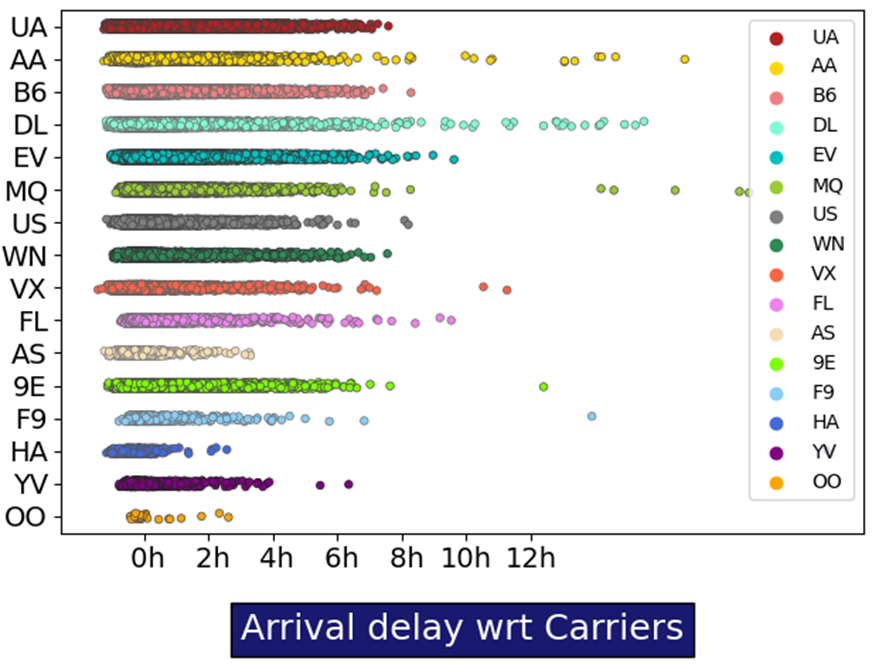 UA
AA
B6
DL
EV
MQ
US
WN
VX
FL
AS
9E
F9
HA
YV
OO
UA
AA
B6
DL
EV
MQ
US
WN
VX
FL
AS
9E
F9
HA
YV
OO
0h 2h 4h 6h 8h 10h 12h
Arrival delay wrt Carriers